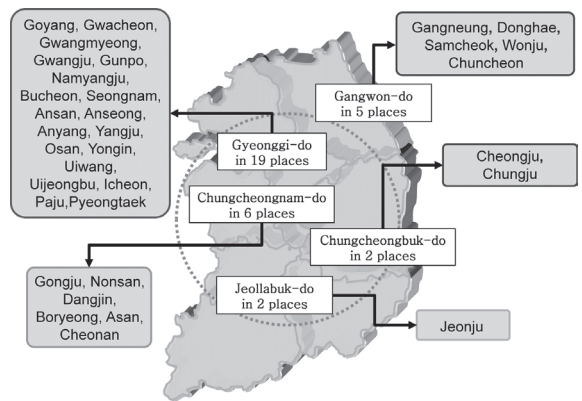 Goyang, Gwacheon,
Gwangmyeong,
Gwangju, Gunpo,
Namyangju,
Bucheon, Seongnam,
Ansan, Anseong,
Anyang, Yangju,
Osan, Yongin,
Uiwang,
Uijeongbu, Icheon,
Paju,Pyeongtaek
Gangneung, Donghae,
Samcheok, Wonju,
Chuncheon
Gangwon-do
in 5 places
Gyeonggi-do
in 19 places
Cheongju,
Chungju
Chungcheongnam-do
in 6 places
Chungcheongbuk-do
in 2 places
Gongju, Nonsan,
Dangjin,
Boryeong, Asan,
Cheonan
Jeollabuk-do
in 2 places
Jeonju